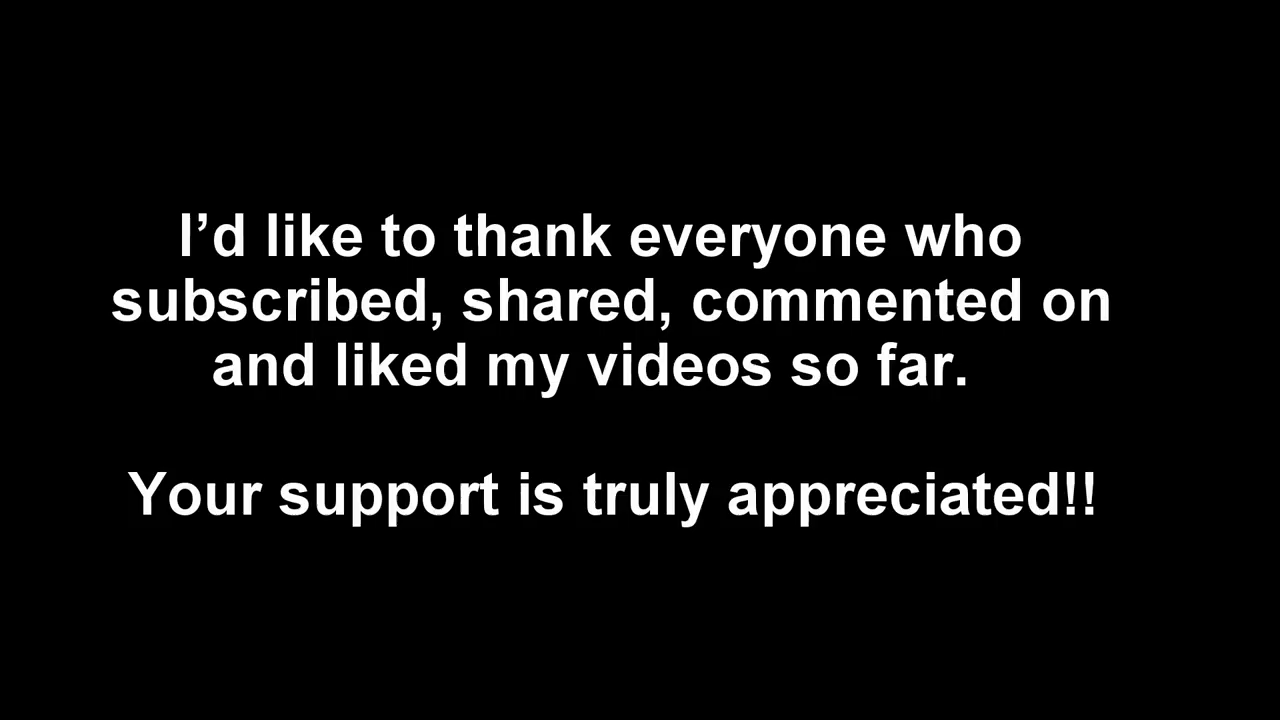 I’d like to thank everyone who
subscribed, shared, commented on
and liked my videos so far.
Your support is truly appreciated!!